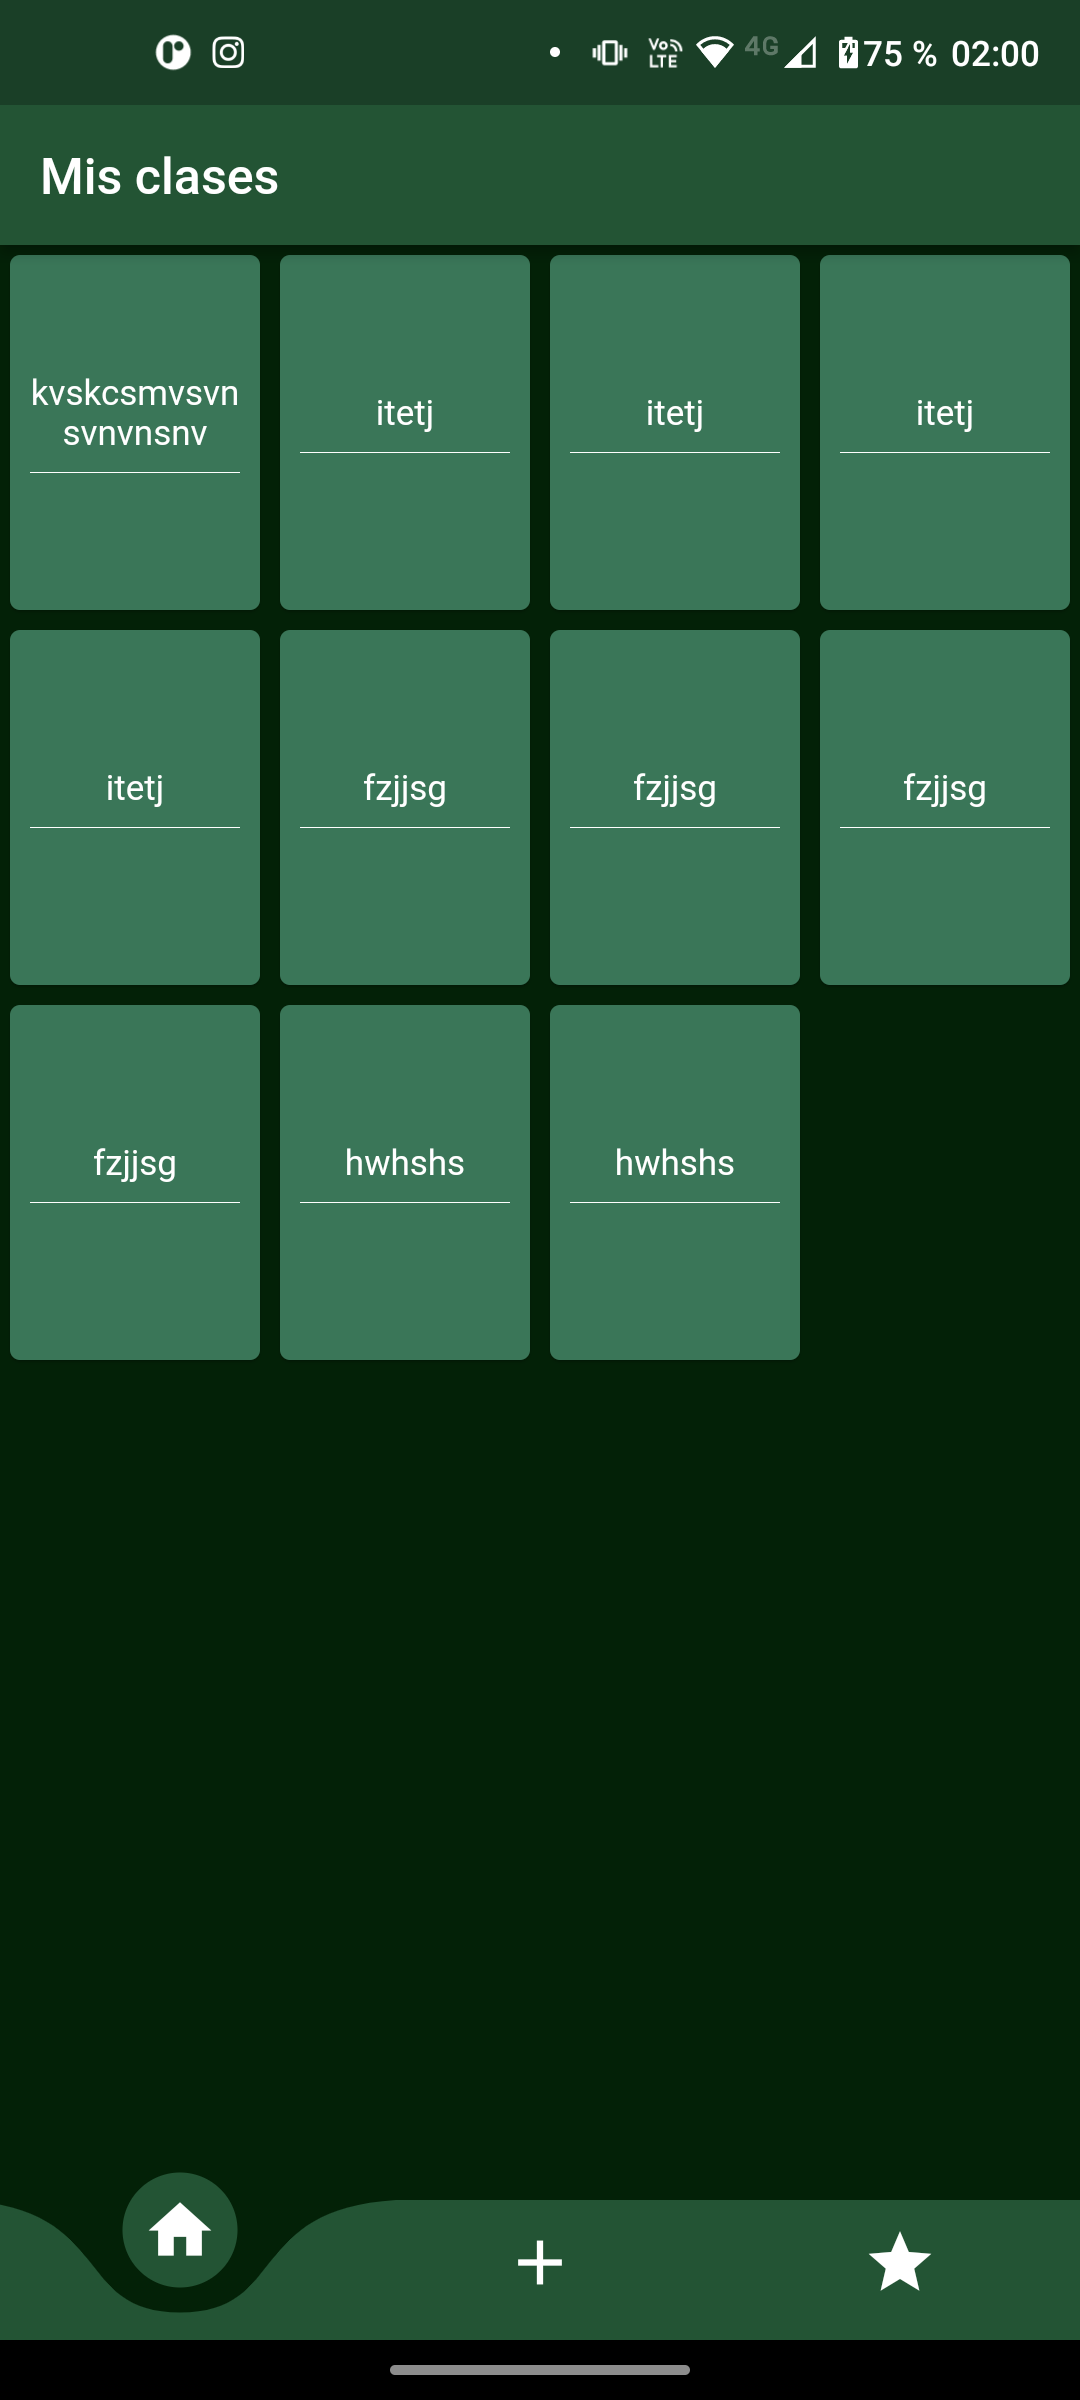 Vo LTE 4G 75 % 02:00
Mis clases
kvskcsmvsvn
svnvnsnv
itetj
itetj
itetj
itetj
fzjjsg
fzjjsg
fzjjsg
fzjjsg
hwhshs
hwhshs